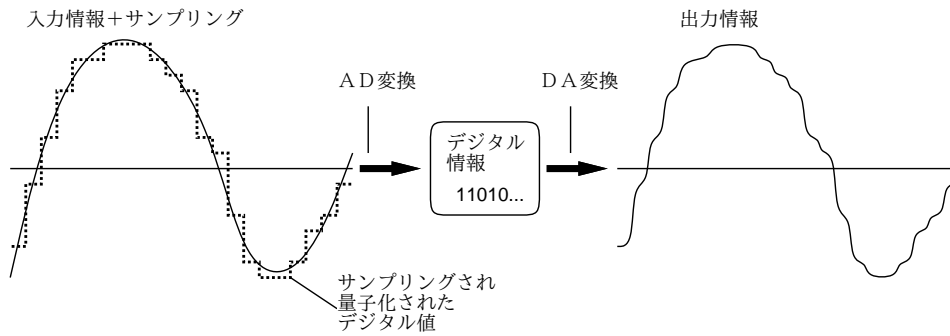 入力情報＋サンプリング
出力情報
ＡＤ変換
ＤＡ変換
デジタル
情報
11010...
サンプリングされ
量子化された
デジタル値